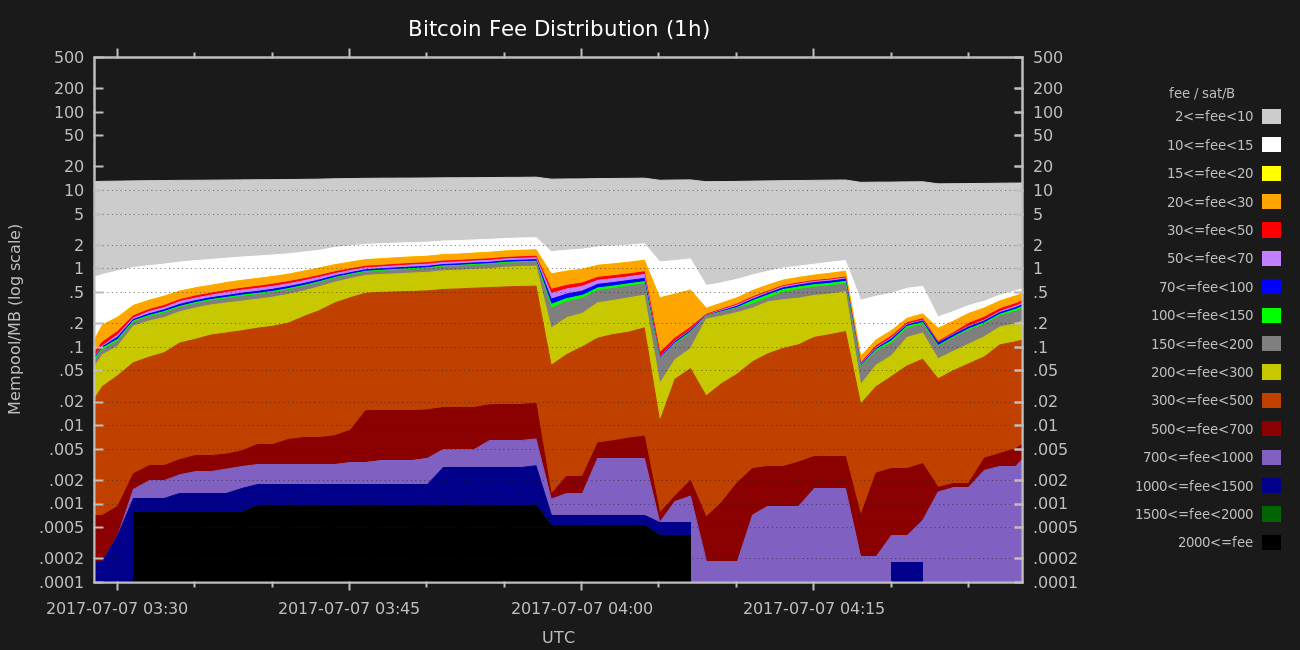 Bitcoin Fee Distribution (1h)
Mempool/MB (log scale)
500
200
100
50
20
10
5
2
1
.5
.2
.1
.05
.02
.01
.005
.002
.001
.0005
.0002
.0001
500
200
100
50
20
10
5
2
1
.5
.2
.1
.05
.02
.01
.005
.002
.001
.0005
.0002
.0001
2017-07-07 03:30
2017-07-07 03:45
2017-07-07 04:00
2017-07-07 04:15
UTC
fee / sat/B
2<=fee<10
10<=fee<15
15<=fee<20
20<=fee<30
30<=fee<50
50<=fee<70
70<=fee<100
100<=fee<150
150<=fee<200
200<=fee<300
300<=fee<500
500<=fee<700
700<=fee<1000
1000<=fee<1500
1500<=fee<2000
2000<=fee